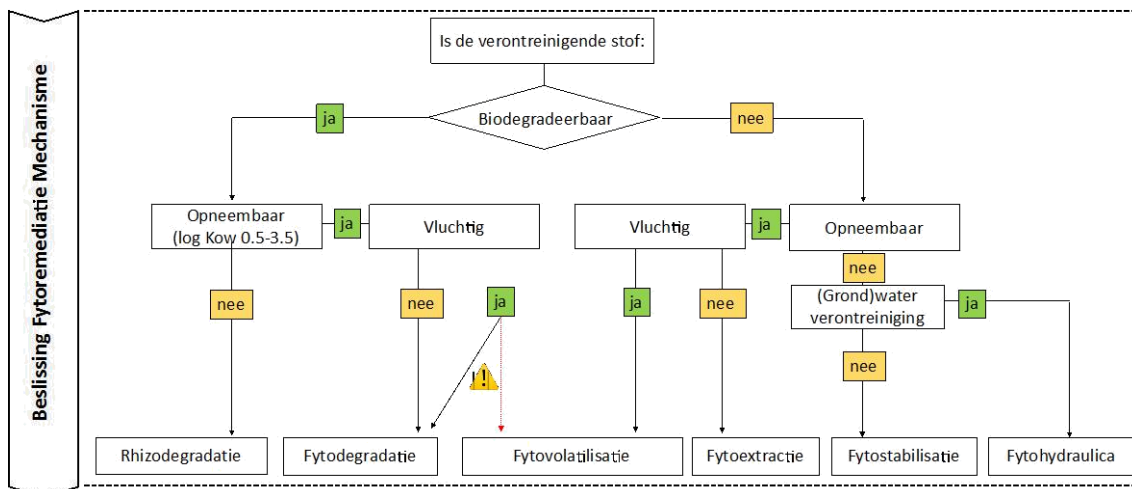 Beslissing Fytoremediatie Mechanisme
Is de verontreinigende stof:
Biodegradeerbaar
ja
nee
Opneembaar
(log Kow 0.5-3.5)
ja
Vluchtig
Vluchtig
ja
Opneembaar
nee
nee
nee
ja
ja
nee
(Grond)water
verontreiniging
ja
nee
!
Rhizodegradatie
Fytodegradatie
Fytovolatilisatie
Fytoextractie
Fytostabilisatie
Fytohydraulica